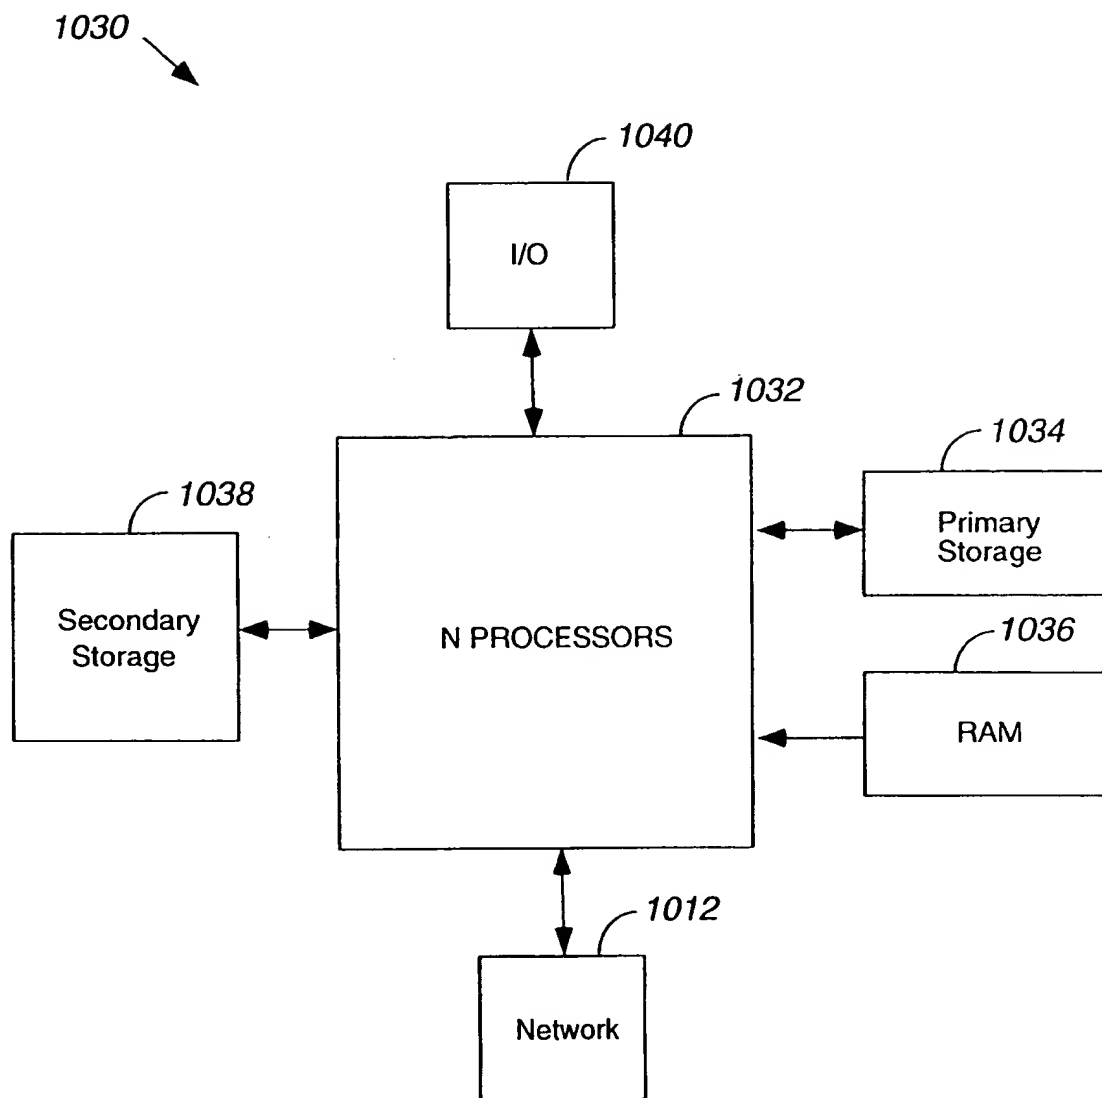 1030
1040
I/O
1032
1034
Primary
Storage
1038
Secondary
Storage
N PROCESSORS
1036
RAM
1012
Network